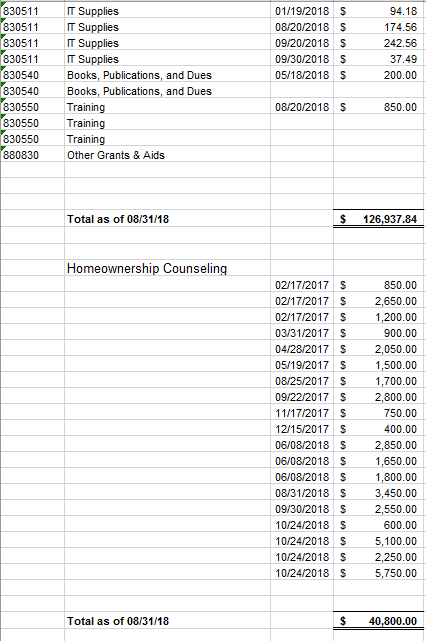 830511 IT Supplies 01/19/2018 $ 94.18
830511 IT Supplies 08/20/2018 $ 174.56
830511 IT Supplies 09/20/2018 $ 242.56
830511 IT Supplies 09/30/2018 $ 37.49
830540 Books, Publications, and Dues 05/18/2018 $ 200.00
830540 Books, Publications, and Dues
830550 Training 08/20/2018 $ 850.00
830550 Training
830550 Training
880830 Other Grants & Aids
Total as of 08/31/18 $ 126,937.84
Homeownership Counseling
02/17/2017 $ 850.00
02/17/2017 $ 2,650.00
02/17/2017 $ 1,200.00
03/31/2017 $ 900.00
04/28/2017 $ 2,050.00
05/19/2017 $ 1,500.00
08/25/2017 $ 1,700.00
09/22/2017 $ 2,800.00
11/17/2017 $ 750.00
12/15/2017 $ 400.00
06/08/2018 $ 2,850.00
06/08/2018 $ 1,650.00
06/08/2018 $ 1,800.00
08/31/2018 $ 3,450.00
09/30/2018 $ 2,550.00
10/24/2018 $ 600.00
10/24/2018 $ 5,100.00
10/24/2018 $ 2,250.00
10/24/2018 $ 5,750.00
Total as of 08/31/18 $ 40,800.00